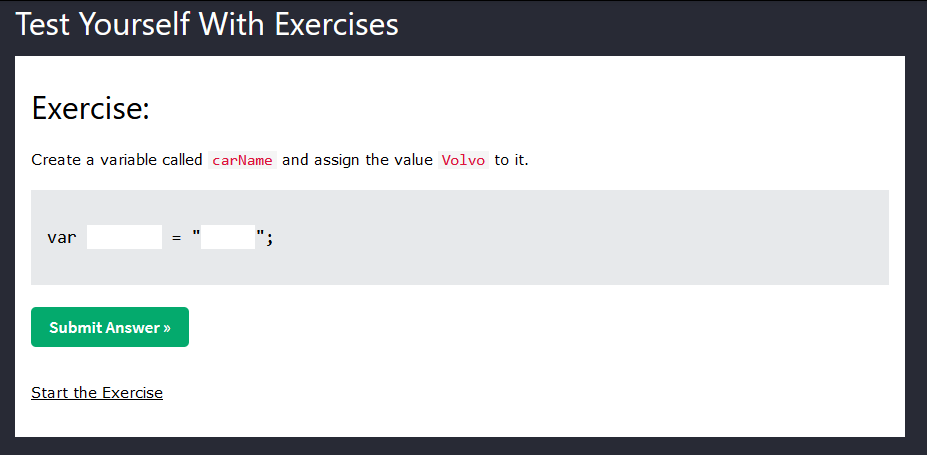 Test Yourself With Exercises
Exercise:
Create a variable called carName and assign the value Volvo to it.
var = "";
Submit Answer »
Start the Exercise